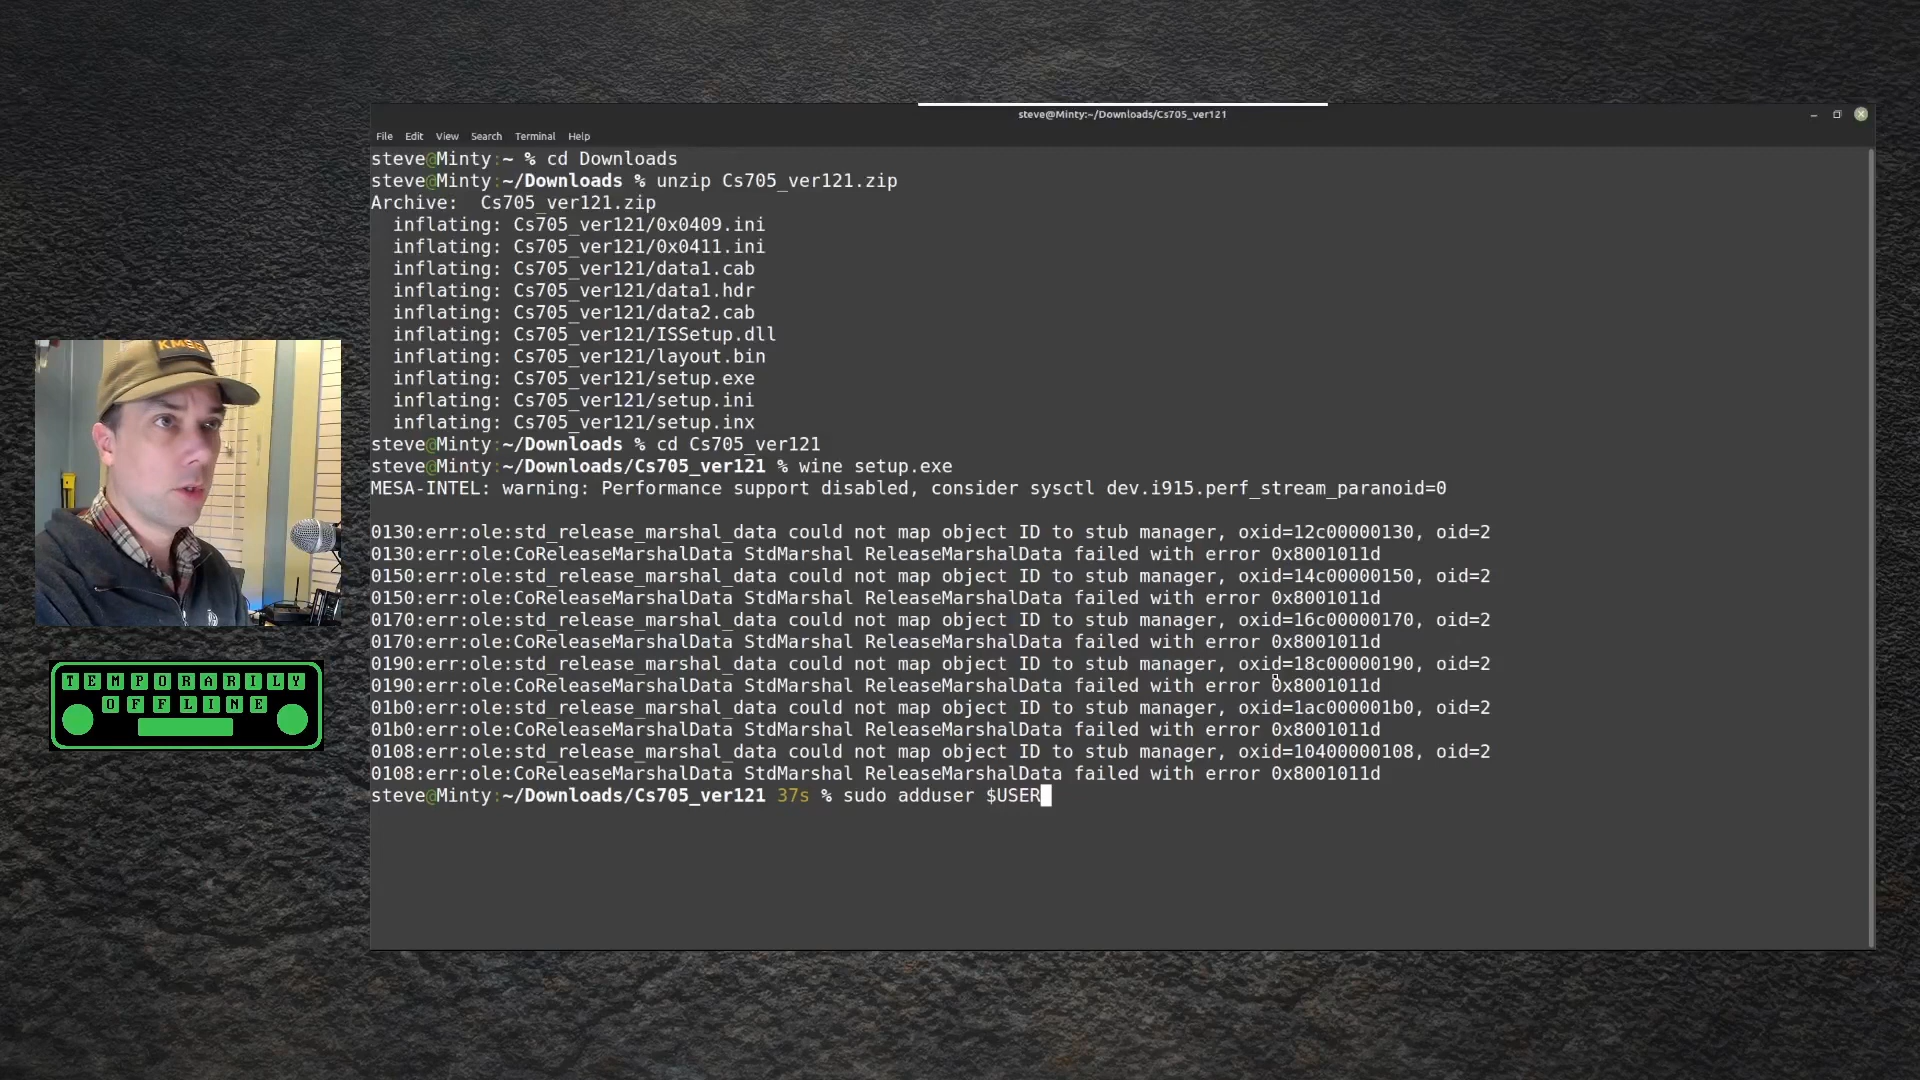 steve@Minty:~/Downloads/Cs705_ver121
File Edit View Search Terminal Help
steve@Minty:~ % cd Downloads
steve@Minty:~/Downloads % unzip Cs705_ver121.zip
Archive:  Cs705_ver121.zip
  inflating: Cs705_ver121/0x0409.ini
  inflating: Cs705_ver121/0x0411.ini
  inflating: Cs705_ver121/data1.cab
  inflating: Cs705_ver121/data1.hdr
  inflating: Cs705_ver121/data2.cab
  inflating: Cs705_ver121/ISSetup.dll
  inflating: Cs705_ver121/layout.bin
  inflating: Cs705_ver121/setup.exe
  inflating: Cs705_ver121/setup.ini
  inflating: Cs705_ver121/setup.inx
steve@Minty:~/Downloads % cd Cs705_ver121
steve@Minty:~/Downloads/Cs705_ver121 % wine setup.exe
MESA-INTEL: warning: Performance support disabled, consider sysctl dev.i915.perf_stream_paranoid=0
0130:err:ole:std_release_marshal_data could not map object ID to stub manager, oxid=12c00000130, oid=2
0130:err:ole:CoReleaseMarshalData StdMarshal ReleaseMarshalData failed with error 0x8001011d
0150:err:ole:std_release_marshal_data could not map object ID to stub manager, oxid=14c00000150, oid=2
0150:err:ole:CoReleaseMarshalData StdMarshal ReleaseMarshalData failed with error 0x8001011d
0170:err:ole:std_release_marshal_data could not map object ID to stub manager, oxid=16c00000170, oid=2
0170:err:ole:CoReleaseMarshalData StdMarshal ReleaseMarshalData failed with error 0x8001011d
0190:err:ole:std_release_marshal_data could not map object ID to stub manager, oxid=18c00000190, oid=2
0190:err:ole:CoReleaseMarshalData StdMarshal ReleaseMarshalData failed with error 0x8001011d
01b0:err:ole:std_release_marshal_data could not map object ID to stub manager, oxid=1ac000001b0, oid=2
01b0:err:ole:CoReleaseMarshalData StdMarshal ReleaseMarshalData failed with error 0x8001011d
0108:err:ole:std_release_marshal_data could not map object ID to stub manager, oxid=10400000108, oid=2
0108:err:ole:CoReleaseMarshalData StdMarshal ReleaseMarshalData failed with error 0x8001011d
steve@Minty:~/Downloads/Cs705_ver121 37s % sudo adduser $USER
TEMPORARILY
OFFLINE